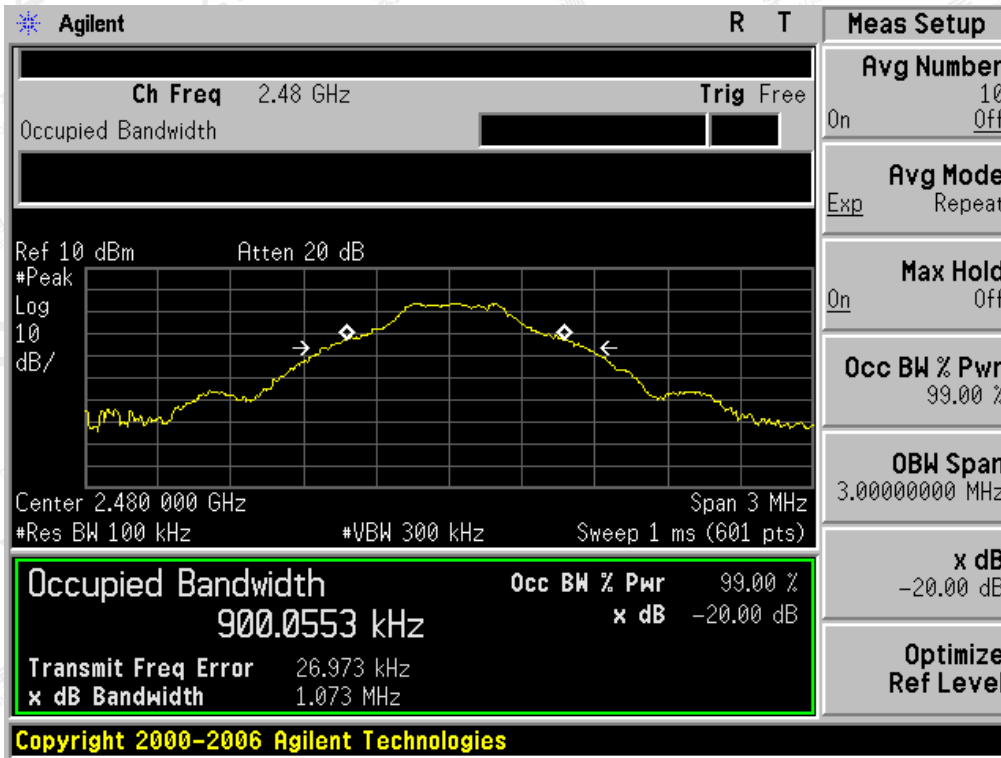 Agilent R T
Ch Freq 2.48 GHz Trig Free
Occupied Bandwidth
Ref 10 dBm Atten 20 dB
#Peak
Log
10
dB/
Center 2.480 000 GHz Span 3 MHz
#Res BW 100 kHz #VBW 300 kHz Sweep 1 ms (601 pts)
Occupied Bandwidth Occ BW % Pwr 99.00 %
900.0553 kHz x dB -20.00 dB
Transmit Freq Error 26.973 kHz
x dB Bandwidth 1.073 MHz
Copyright 2000-2006 Agilent Technologies
Meas Setup
Avg Number
10
On Off
Avg Mode
Exp Repeat
Max Hold
On Off
Occ BW % Pwr
99.00 %
OBW Span
3.00000000 MHz
x dB
-20.00 dB
Optimize
Ref Level